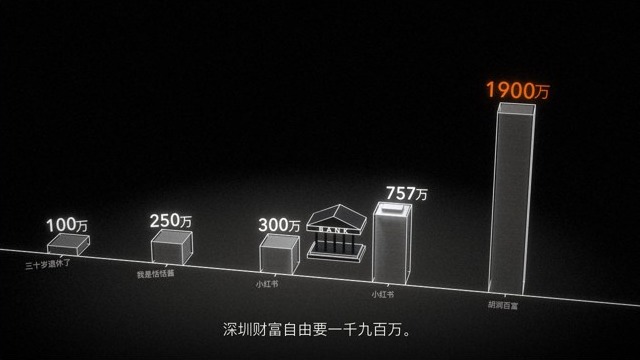 1900万
757万
100万
250万
300万
BANK
三十岁退休了
我是恬恬酱
小红书
小红书
胡润百富
深圳财富自由要一千九百万。